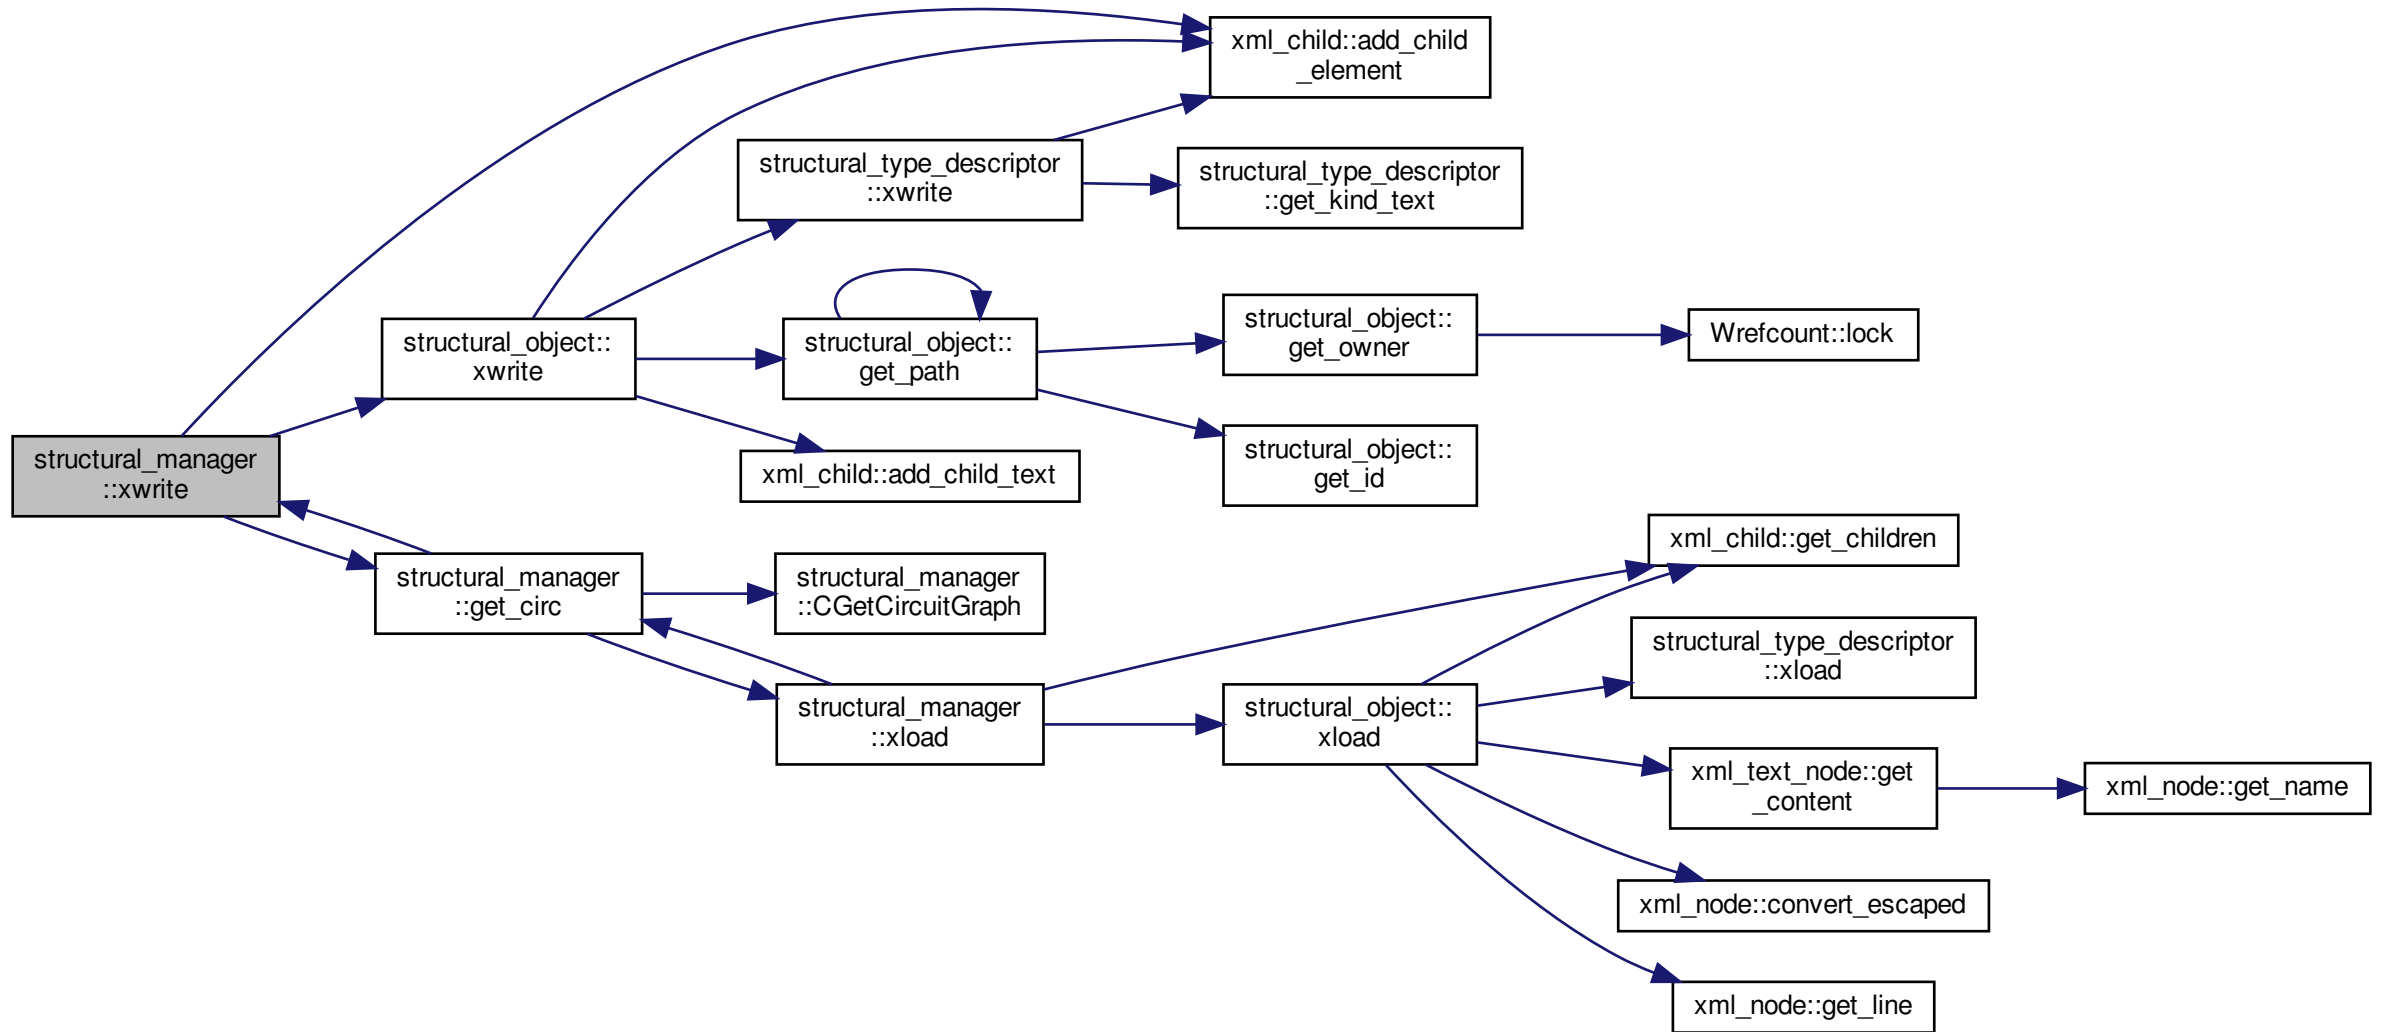 xml_child::add_child
_element
structural_type_descriptor
::xwrite
structural_type_descriptor
::get_kind_text
structural_object::
xwrite
structural_object::
get_path
structural_object::
get_owner
Wrefcount::lock
structural_manager
::xwrite
xml_child::add_child_text
structural_object::
get_id
structural_manager
::get_circ
structural_manager
::CGetCircuitGraph
xml_child::get_children
structural_type_descriptor
::xload
structural_manager
::xload
structural_object::
xload
xml_text_node::get
_content
xml_node::get_name
xml_node::convert_escaped
xml_node::get_line